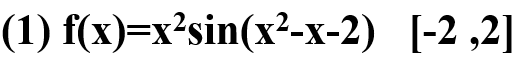 (1) f(x)=x²sin(x²-x-2) [-2 ,2]